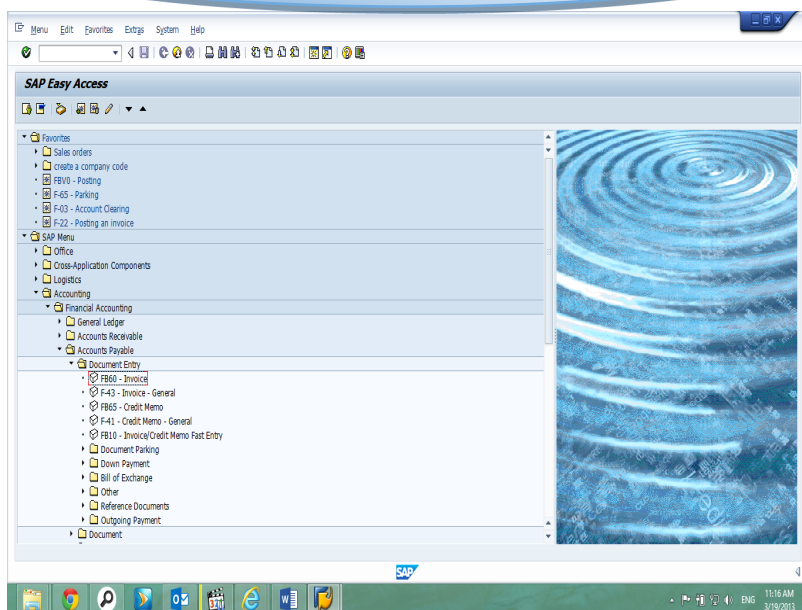 Menu Edit Favorites Extras System Help
SAP Easy Access
Favorites
Sales orders
create a company code
FBV0 - Posting
F-65 - Parking
F-03 - Account Clearing
F-22 - Posting an invoice
SAP Menu
Office
Cross-Application Components
Logistics
Accounting
Financial Accounting
General Ledger
Accounts Receivable
Accounts Payable
Document Entry
FB60 - Invoice
F-43 - Invoice - General
FB65 - Credit Memo
F-41 - Credit Memo - General
FB10 - Invoice/Credit Memo Fast Entry
Document Parking
Down Payment
Bill of Exchange
Other
Reference Documents
Outgoing Payment
Document
SAP
ENG 11:16 AM
3/19/2013